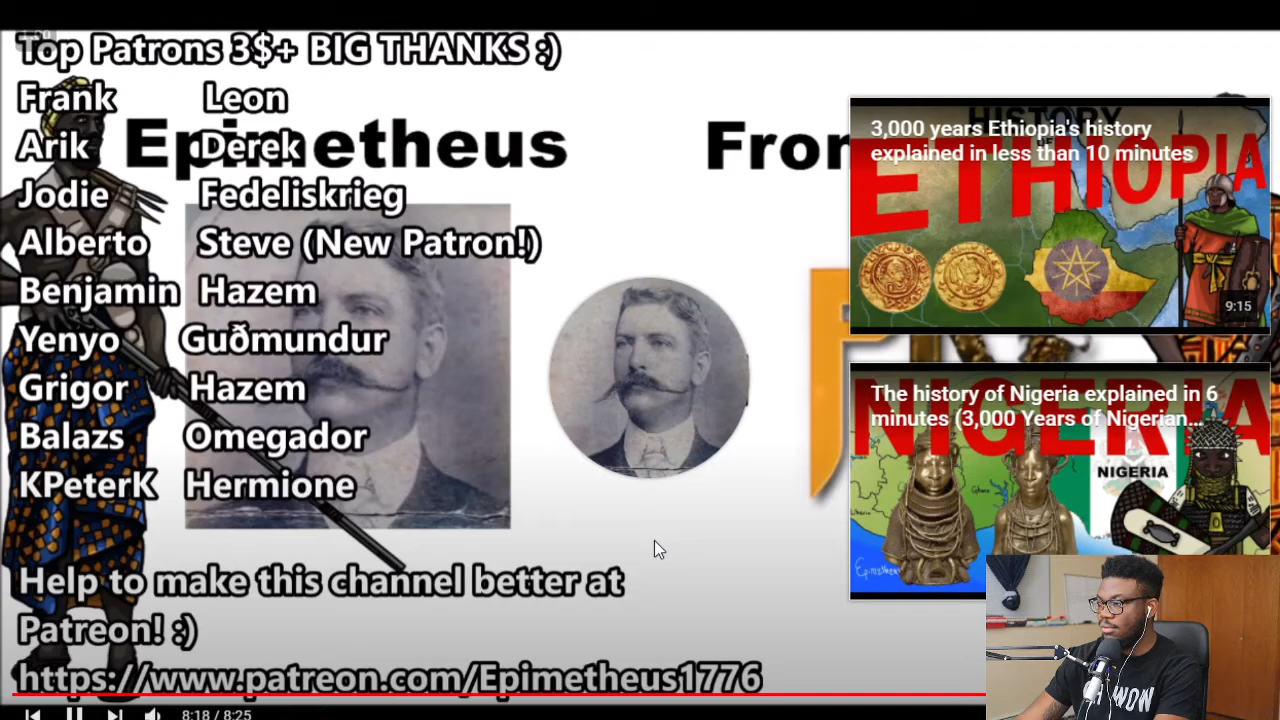 Top Patrons 3$+ BIG THANKS :)
Frank Leon
Arik Derek
Jodie Fedeliskrieg
Alberto Steve (New Patron!)
Benjamin Hazem
Yenyo Guðmundur
Grigor Hazem
Balazs Omegador
KPeterK Hermione
Help to make this channel better at
Patreon! :)
https://www.patreon.com/Epimetheus1776
Epimetheus
HISTORY
3,000 years Ethiopia's history
explained in less than 10 minutes
ETHIOPIA
9:15
The history of Nigeria explained in 6
minutes (3,000 Years of Nigerian...
NIGERIA
NIGERIA
Ghana
8:18 / 8:25